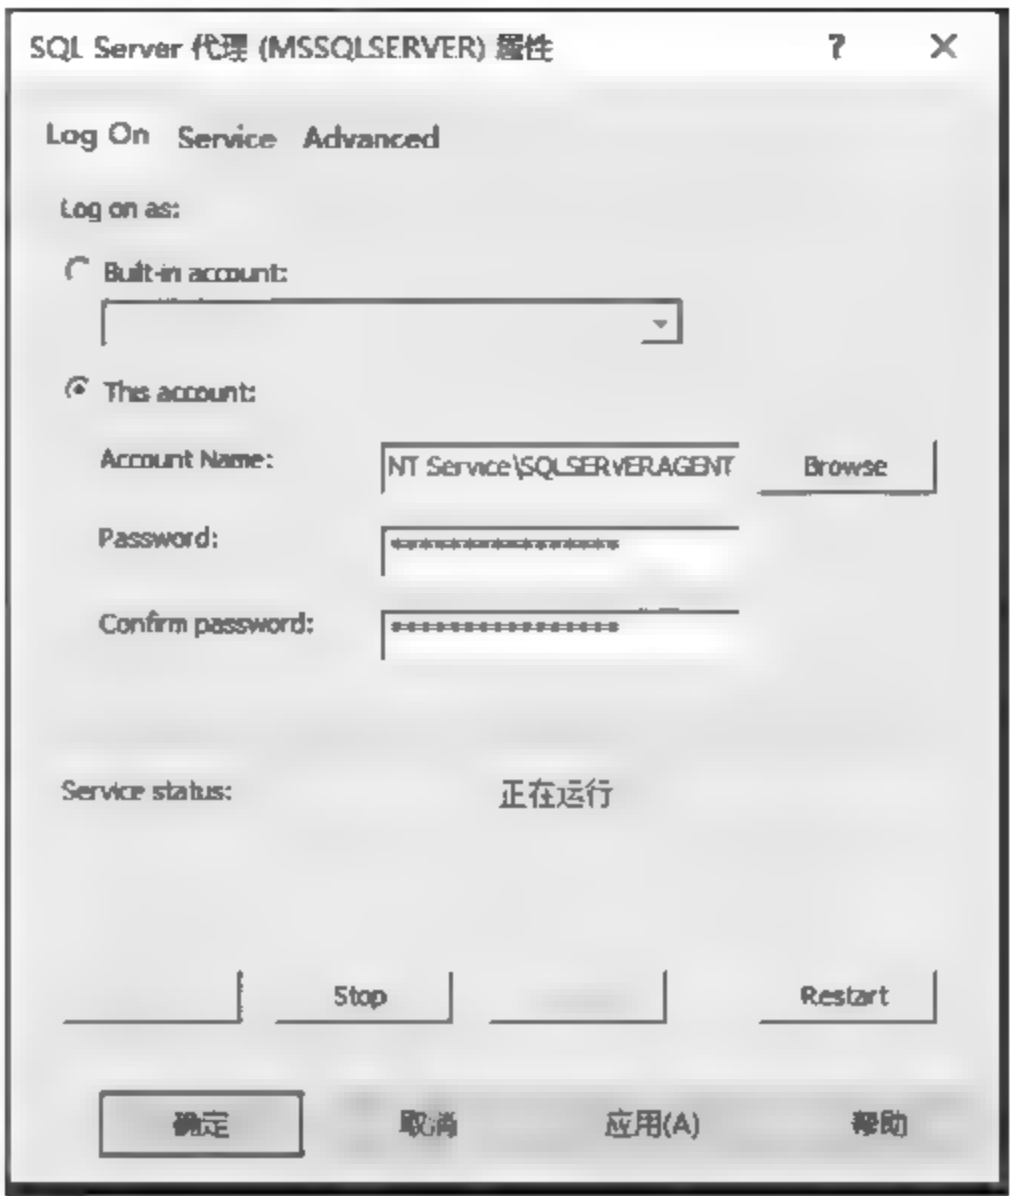 SQL Server 代理 (MSSQLSERVER) 属性 ? X
Log On Service Advanced
Log on as:
Built-in account:
This account:
Account Name: NT Service\SQLSERVERAGENT Browse
Password: ****************
Confirm password: ****************
Service status: 正在运行
Stop Restart
确定 取消 应用(A) 帮助